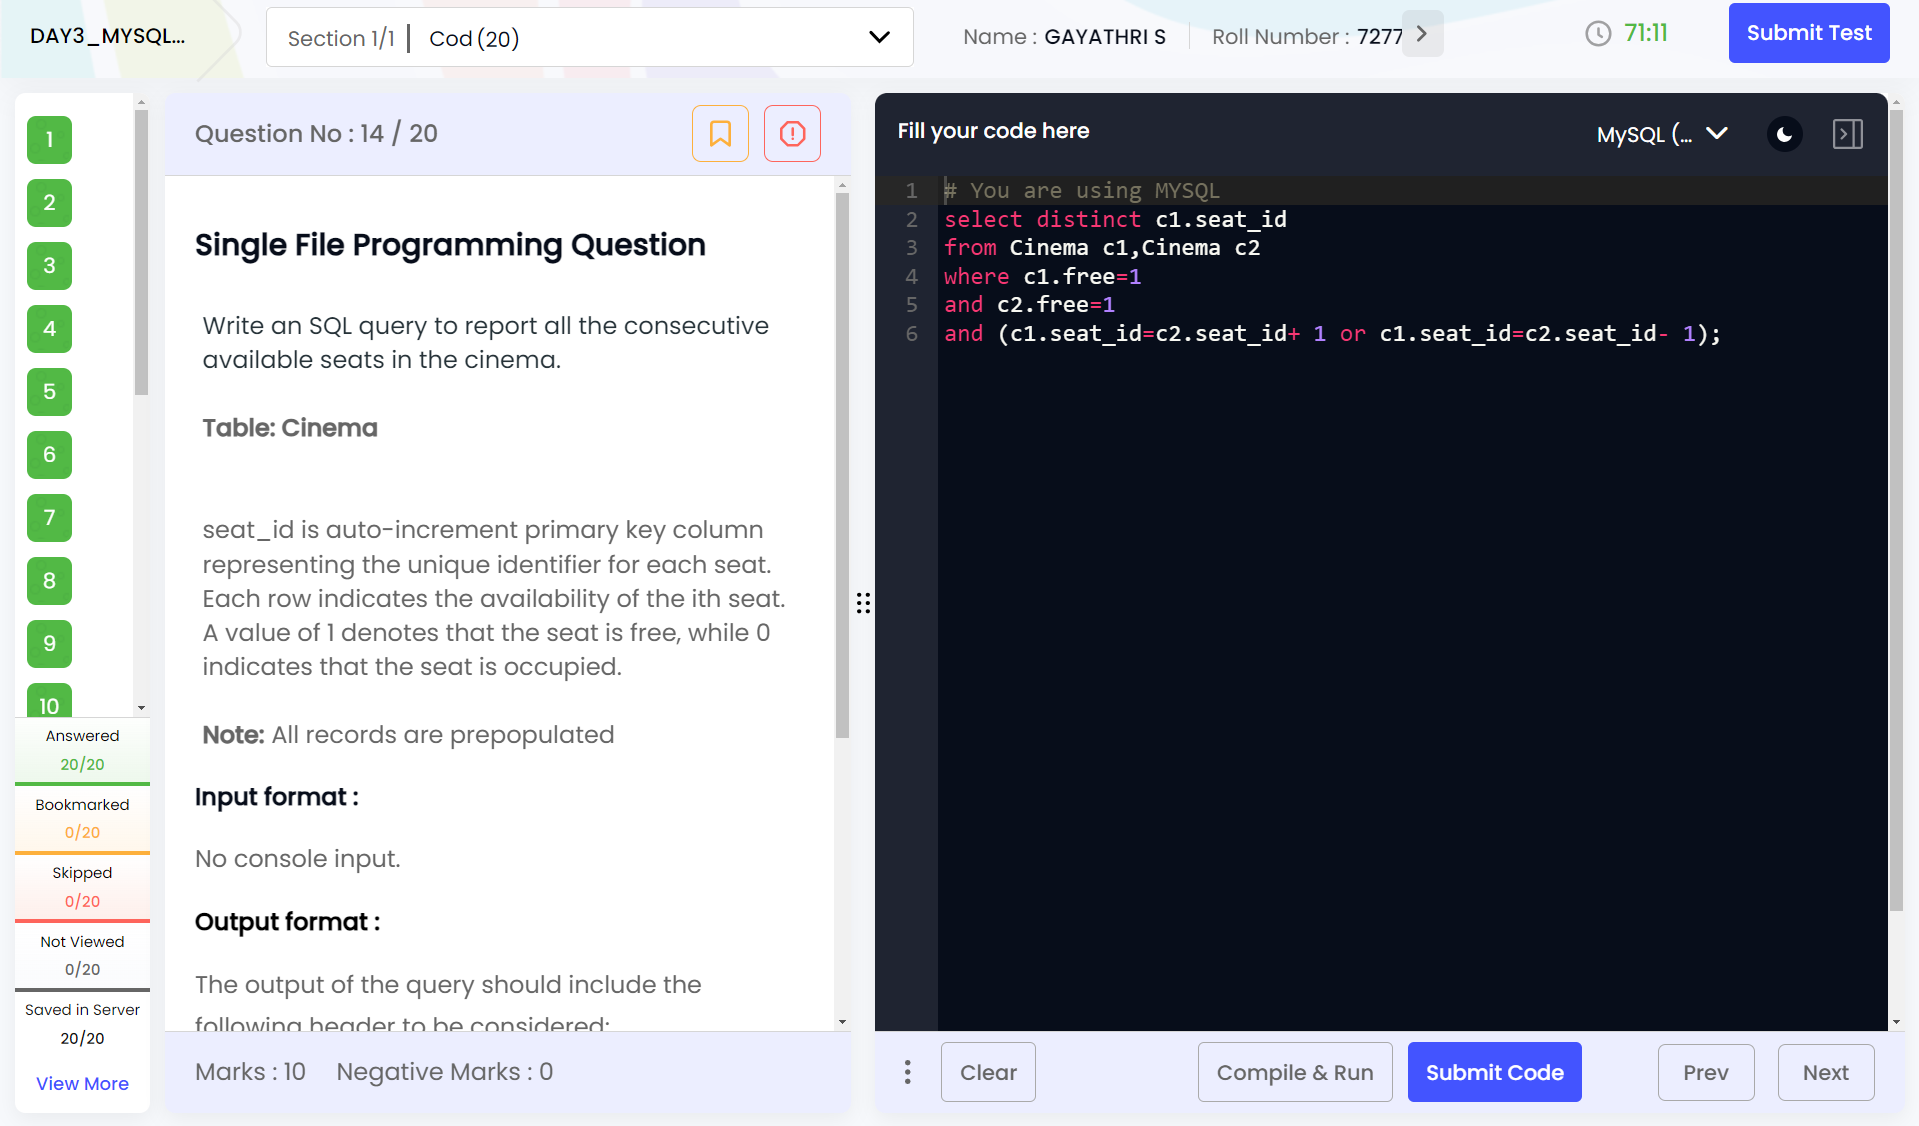 DAY3_MYSQL...
Section 1/1 | Cod (20)
Name : GAYATHRI S
Roll Number : 7277
71:11
Submit Test
1
2
3
4
5
6
7
8
9
10
Answered
20/20
Bookmarked
0/20
Skipped
0/20
Not Viewed
0/20
Saved in Server
20/20
View More
Question No : 14 / 20
Single File Programming Question
Write an SQL query to report all the consecutive
available seats in the cinema.
Table: Cinema
seat_id is auto-increment primary key column
representing the unique identifier for each seat.
Each row indicates the availability of the ith seat.
A value of 1 denotes that the seat is free, while 0
indicates that the seat is occupied.
Note: All records are prepopulated
Input format :
No console input.
Output format :
The output of the query should include the
following header to be considered:
Marks : 10 Negative Marks : 0
Fill your code here
MySQL (...
1 # You are using MYSQL
2 select distinct c1.seat_id
3 from Cinema c1,Cinema c2
4 where c1.free=1
5 and c2.free=1
6 and (c1.seat_id=c2.seat_id+ 1 or c1.seat_id=c2.seat_id- 1);
Clear
Compile & Run
Submit Code
Prev
Next